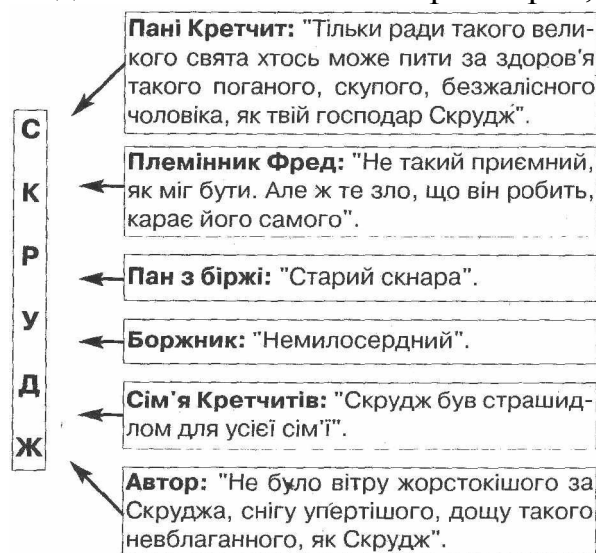 Пані Кретчит: "Тільки ради такого вели-
кого свята хтось може пити за здоров'я
такого поганого, скупого, безжалісного
чоловіка, як твій господар Скрудж".
Племінник Фред: "Не такий приємний,
як міг бути. Але ж те зло, що він робить,
карає його самого".
Пан з біржі: "Старий скнара".
Боржник: "Немилосердний".
Сім'я Кретчитів: "Скрудж був страшид-
лом для усієї сім'ї".
Автор: "Не було вітру жорстокішого за
Скруджа, снігу упертішого, дощу такого
невблаганного, як Скрудж".
С
К
Р
У
Д
Ж